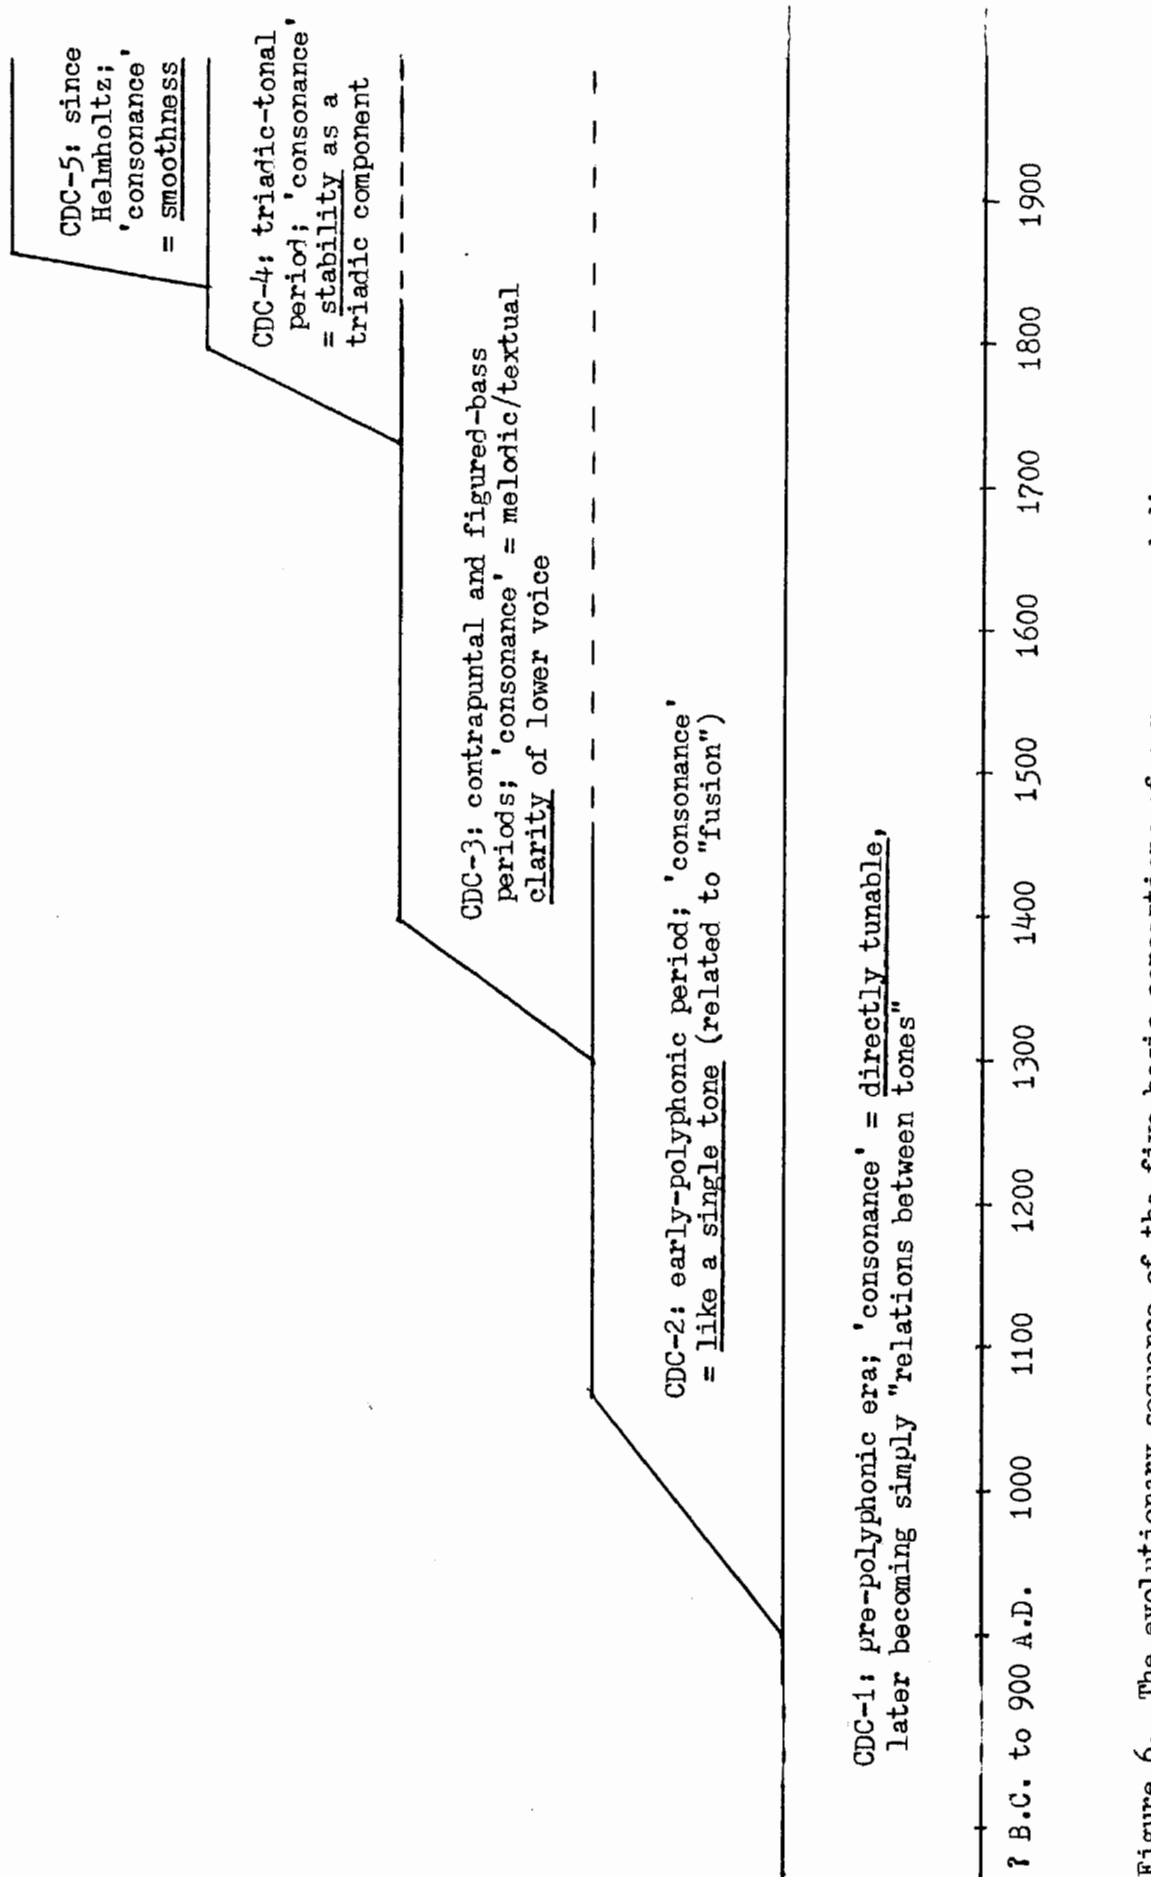 CDC-5: since
Helmholtz;
'consonance'
= smoothness
CDC-4: triadic-tonal
period; 'consonance'
= stability as a
triadic component
CDC-3: contrapuntal and figured-bass
periods; 'consonance' = melodic/textual
clarity of lower voice
CDC-2: early-polyphonic period; 'consonance'
= like a single tone (related to "fusion")
CDC-1: pre-polyphonic era; 'consonance' = directly tunable,
later becoming simply "relations between tones"
? B.C. to 900 A.D. 1000 1100 1200 1300 1400 1500 1600 1700 1800 1900
Figure 6. The evolutionary sequence of the five basic conceptions of